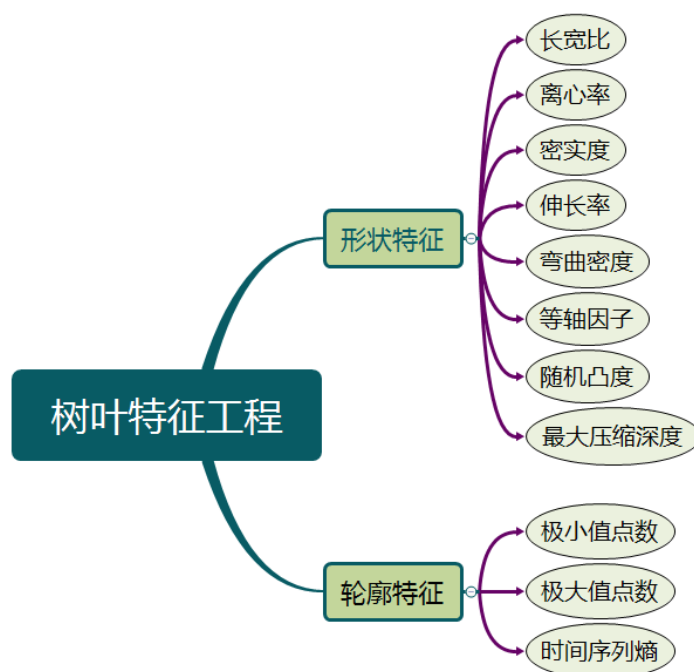 树叶特征工程
形状特征
长宽比
离心率
密实度
伸长率
弯曲密度
等轴因子
随机凸度
最大压缩深度
轮廓特征
极小值点数
极大值点数
时间序列熵